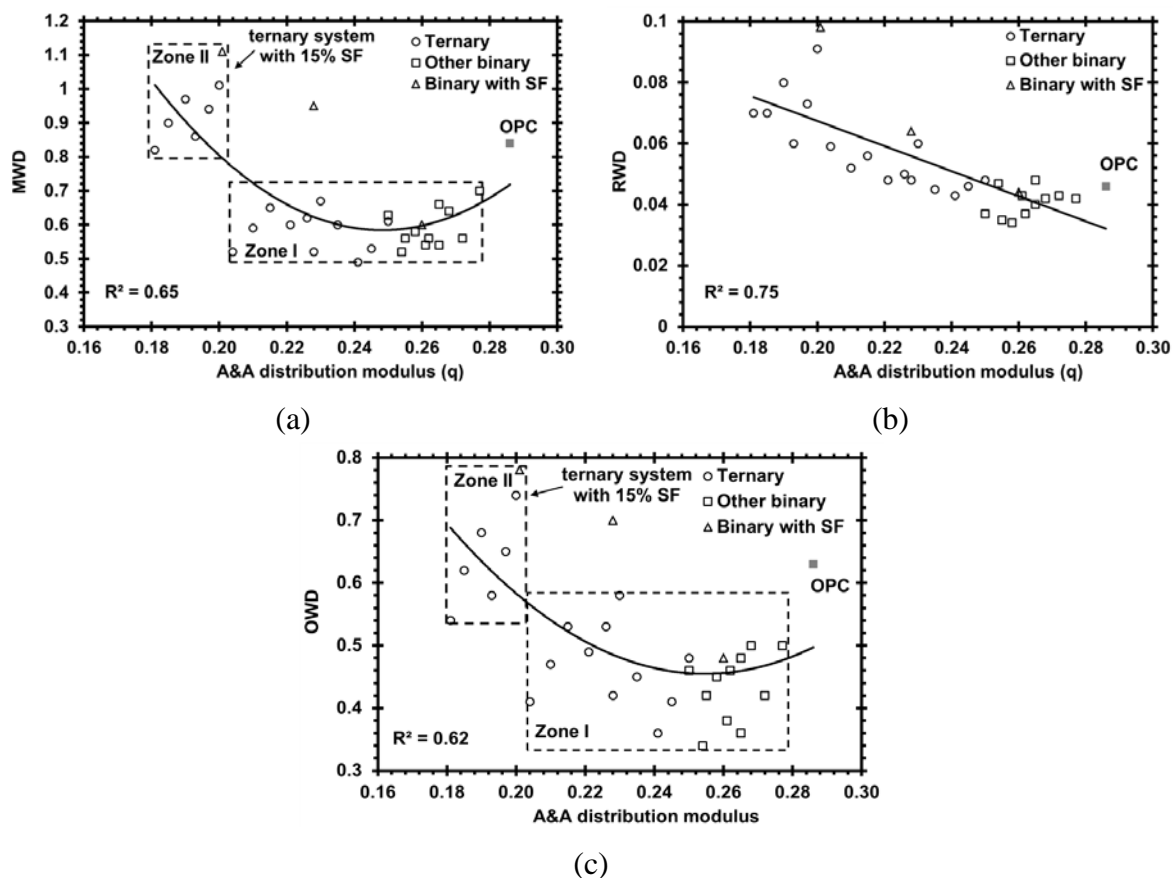 1.3
1.2
1.1
1
0.9
0.8
0.7
0.6
0.5
0.4
0.3
MWD
Zone II
ternary system
with 15% SF
Ternary
Other binary
Binary with SF
OPC
Zone I
R² = 0.65
0.16 0.18 0.20 0.22 0.24 0.26 0.28 0.30
A&A distribution modulus (q)
(a)
0.1
0.08
0.06
0.04
0.02
0
RWD
Ternary
Other binary
Binary with SF
OPC
R² = 0.75
0.16 0.18 0.20 0.22 0.24 0.26 0.28 0.30
A&A distribution modulus (q)
(b)
0.8
0.7
0.6
0.5
0.4
0.3
OWD
Zone II
ternary system
with 15% SF
Ternary
Other binary
Binary with SF
OPC
Zone I
R² = 0.62
0.16 0.18 0.20 0.22 0.24 0.26 0.28 0.30
A&A distribution modulus
(c)